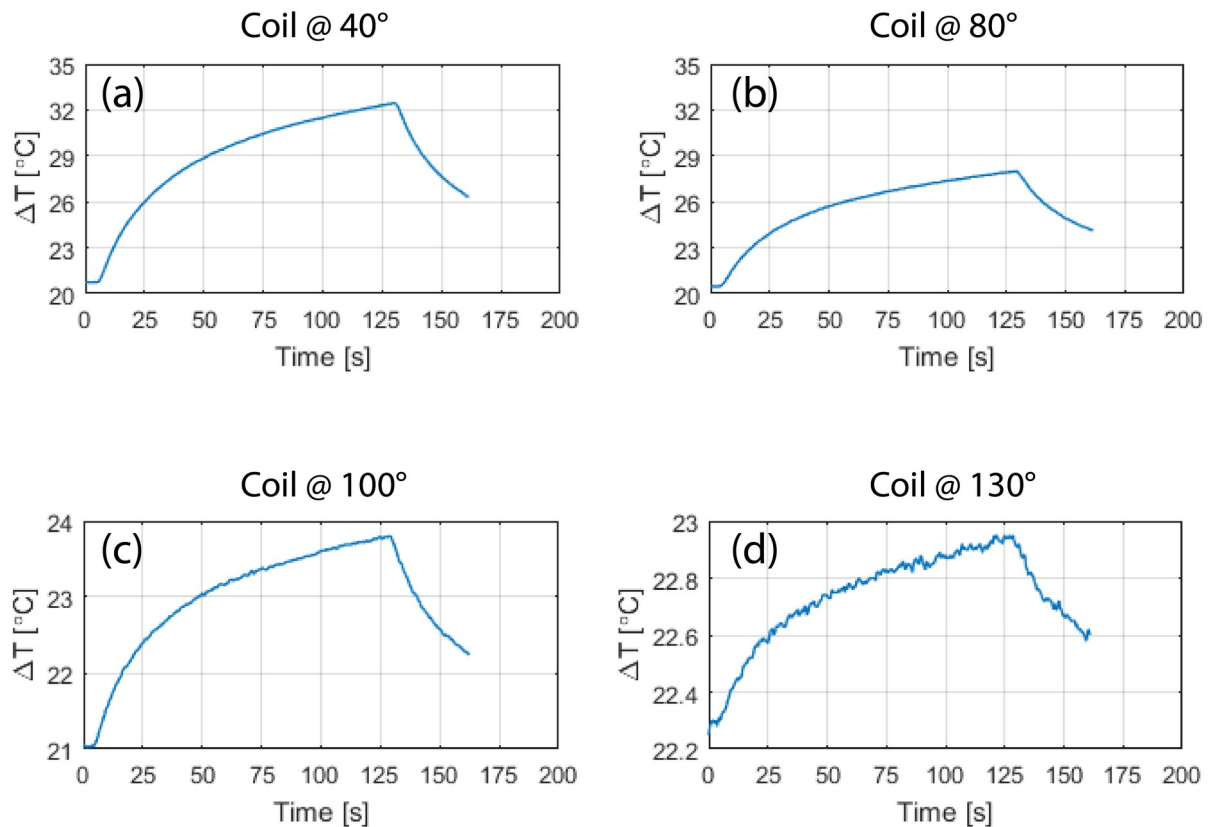 Coil @ 40°
(a)
ΔT [°C]
35
32
29
26
23
20
0 25 50 75 100 125 150 175 200
Time [s]
Coil @ 80°
(b)
ΔT [°C]
35
32
29
26
23
20
0 25 50 75 100 125 150 175 200
Time [s]
Coil @ 100°
(c)
ΔT [°C]
24
23
22
21
0 25 50 75 100 125 150 175 200
Time [s]
Coil @ 130°
(d)
ΔT [°C]
23
22.8
22.6
22.4
22.2
0 25 50 75 100 125 150 175 200
Time [s]